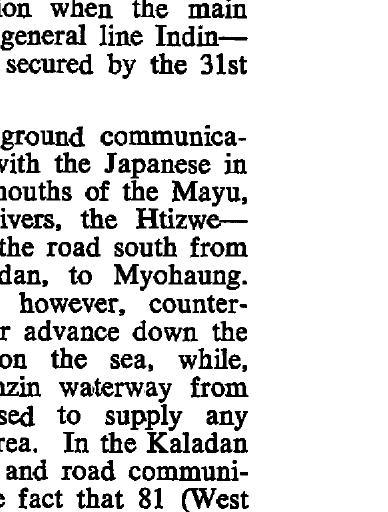 ion when the main
general line Indin—
secured by the 31st
ground communica-
with the Japanese in
mouths of the Mayu,
ivers, the Htizwe—
the road south from
dan, to Myohaung.
however, counter-
r advance down the
on the sea, while,
nzin waterway from
sed to supply any
rea. In the Kaladan
and road communi-
e fact that 81 (West